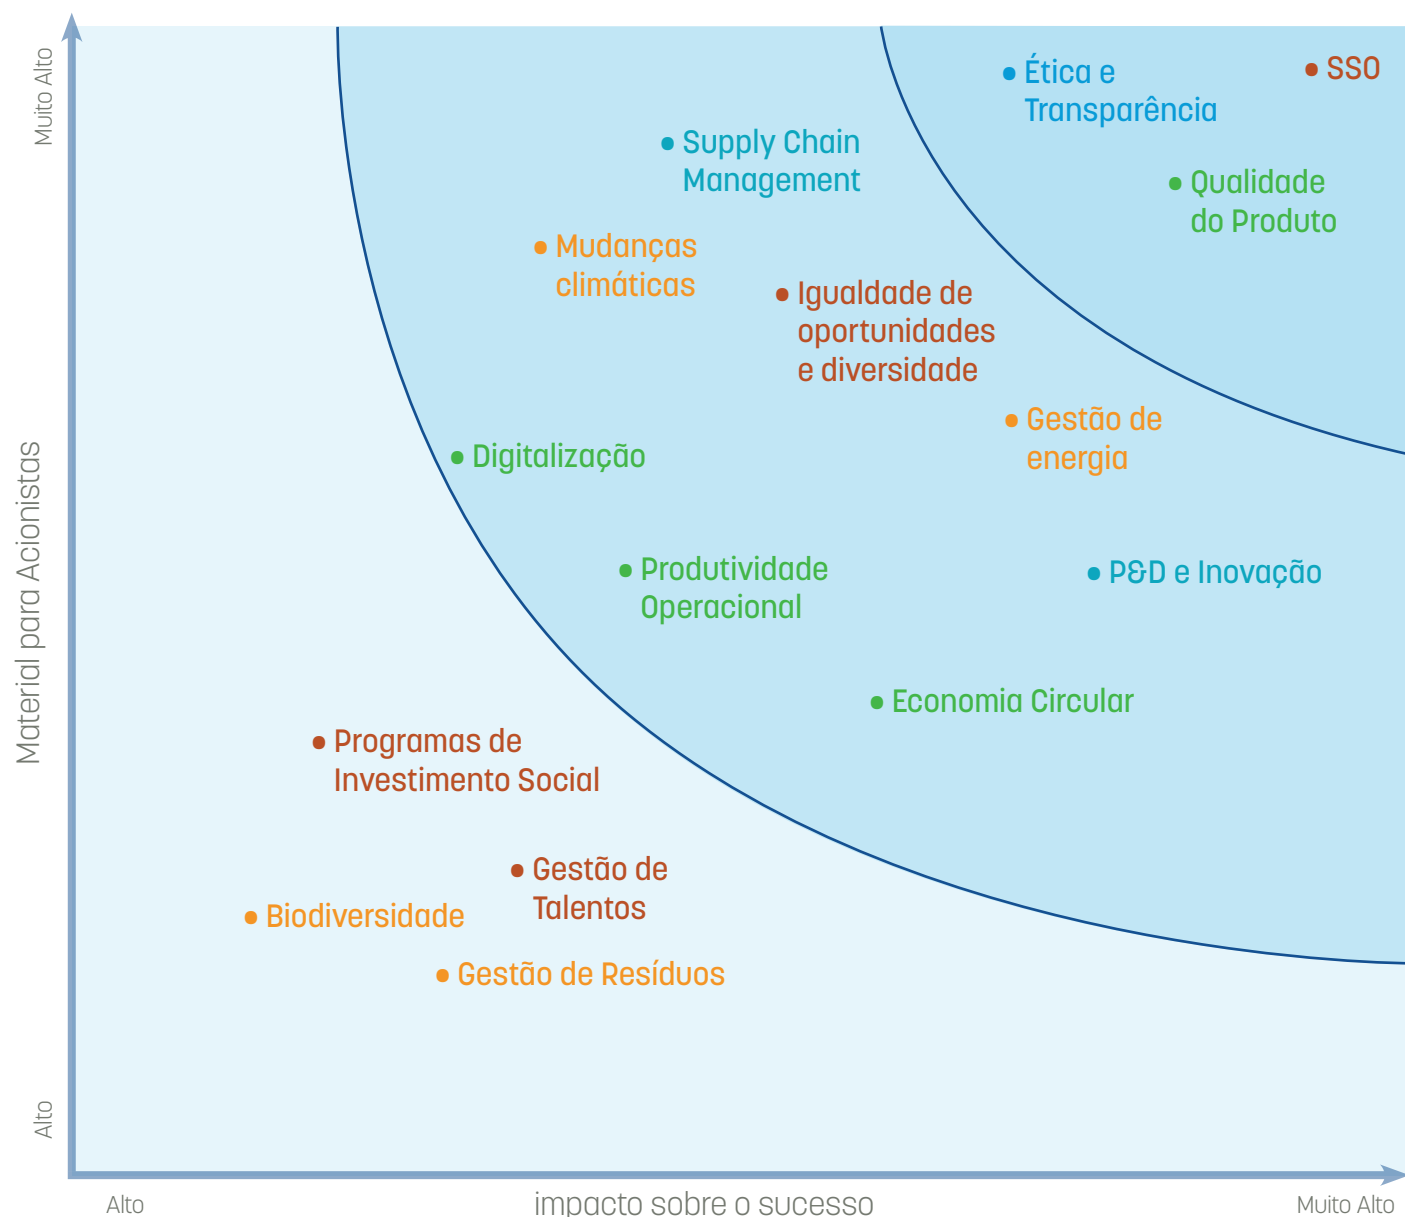 Muito Alto
Material para Acionistas
Alto
Ética e
Transparência
SSO
Supply Chain
Management
Qualidade
do Produto
Mudanças
climáticas
Igualdade de
oportunidades
e diversidade
Gestão de
energia
Digitalização
Produtividade
Operacional
P&D e Inovação
Economia Circular
Programas de
Investimento Social
Gestão de
Talentos
Biodiversidade
Gestão de Resíduos
Alto
impacto sobre o sucesso
Muito Alto